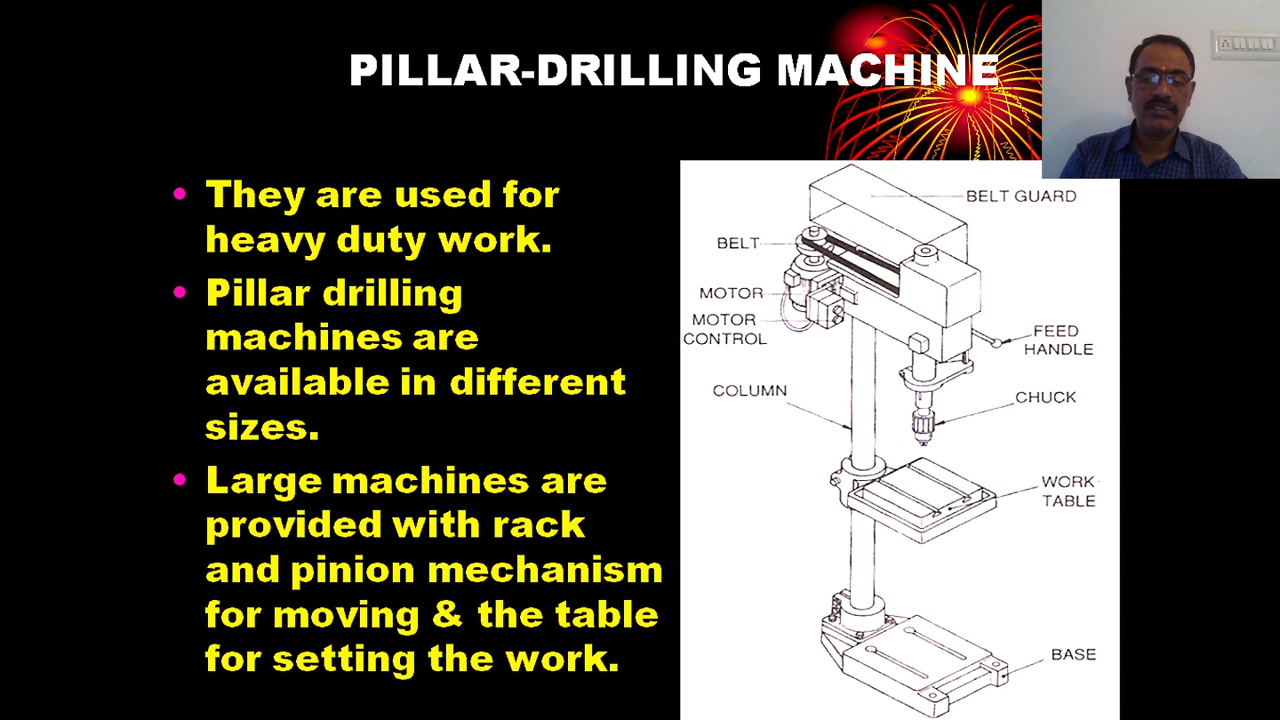 PILLAR-DRILLING MACHINE
• They are used for
heavy duty work.
• Pillar drilling
machines are
available in different
sizes.
• Large machines are
provided with rack
and pinion mechanism
for moving & the table
for setting the work.
BELT GUARD
BELT
MOTOR
MOTOR
CONTROL
FEED
HANDLE
COLUMN
CHUCK
WORK
TABLE
BASE